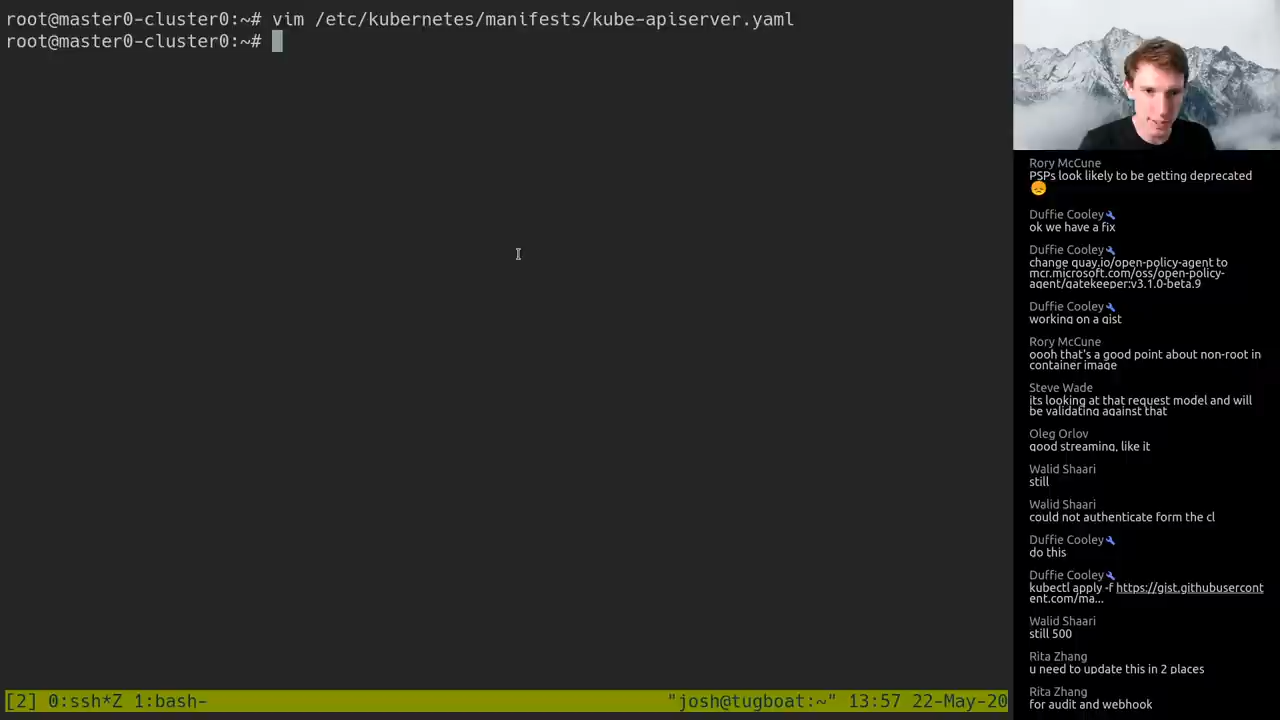 root@master0-cluster0:~# vim /etc/kubernetes/manifests/kube-apiserver.yaml
root@master0-cluster0:~#
[2] 0:ssh*Z 1:bash- "josh@tugboat:~" 13:57 22-May-20
Rory McCune
PSPs look likely to be getting deprecated
😞
Duffie Cooley🔧
ok we have a fix
Duffie Cooley🔧
change quay.io/open-policy-agent to
mcr.microsoft.com/oss/open-policy-
agent/gatekeeper:v3.1.0-beta.9
Duffie Cooley🔧
working on a gist
Rory McCune
oooh that's a good point about non-root in
container image
Steve Wade
its looking at that request model and will
be validating against that
Oleg Orlov
good streaming, like it
Walid Shaari
still
Walid Shaari
could not authenticate form the cl
Duffie Cooley🔧
do this
Duffie Cooley🔧
kubectl apply -f https://gist.githubusercont
ent.com/ma...
Walid Shaari
still 500
Rita Zhang
u need to update this in 2 places
Rita Zhang
for audit and webhook